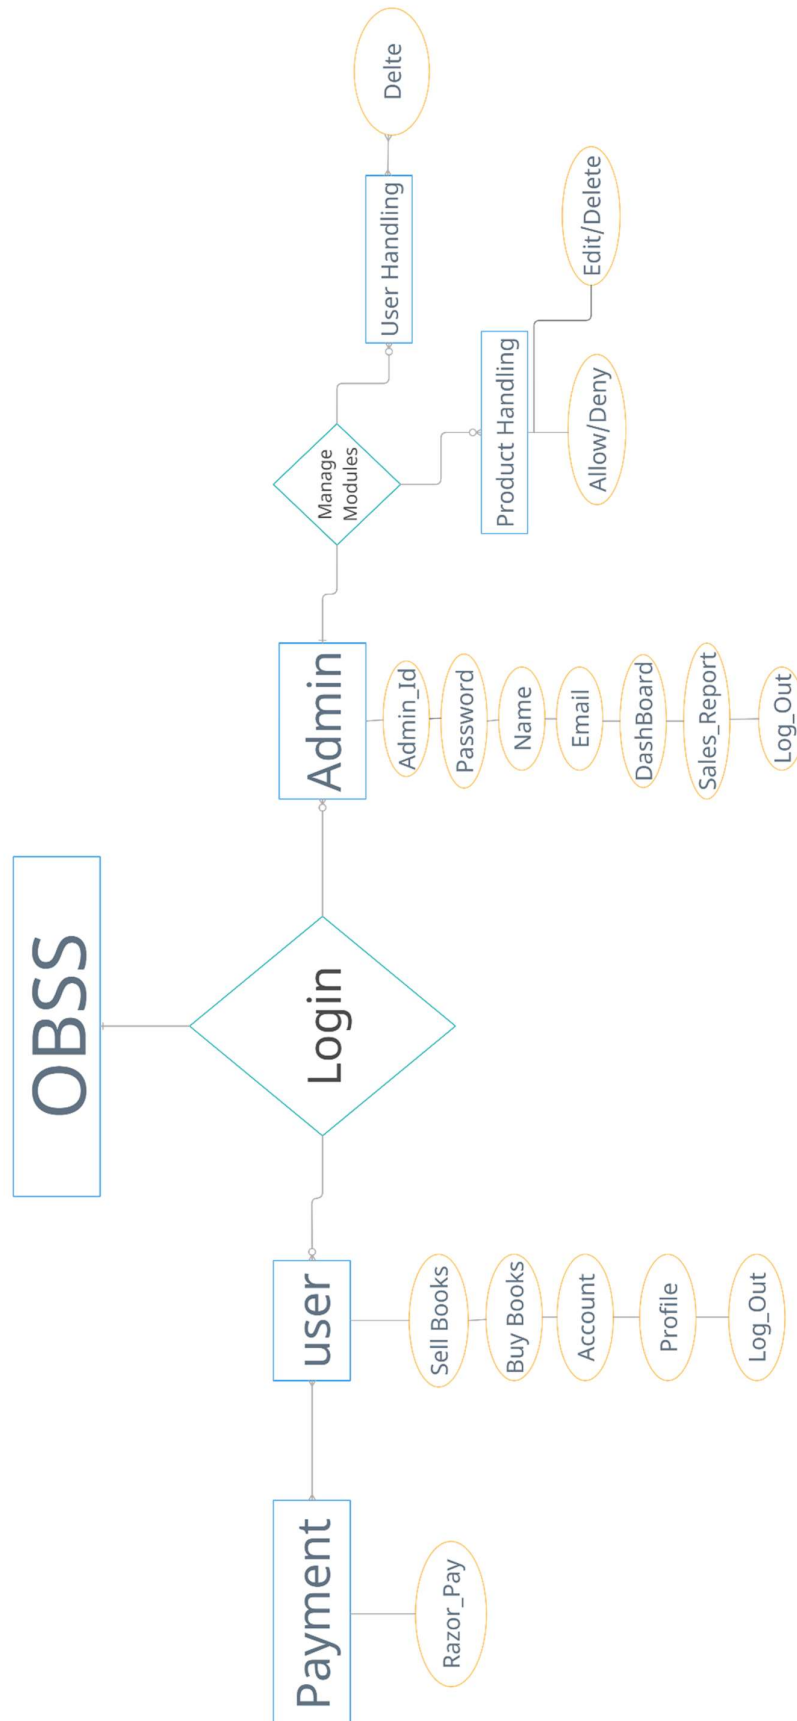 OBSS
Login
Payment
Razor_Pay
user
Sell Books
Buy Books
Account
Profile
Log_Out
Admin
Admin_Id
Password
Name
Email
DashBoard
Sales_Report
Log_Out
Manage
Modules
Product Handling
Allow/Deny
Edit/Delete
User Handling
Delte